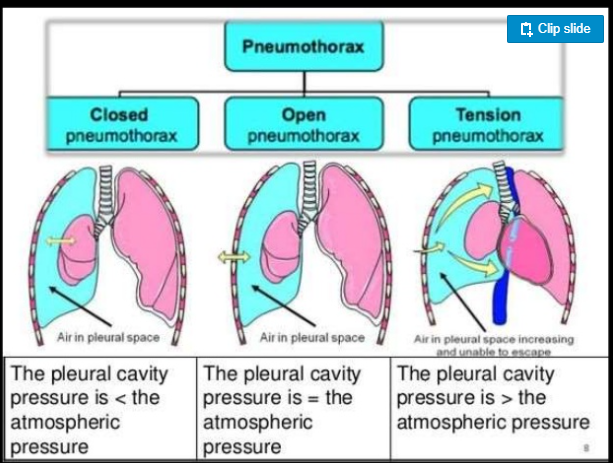 Clip slide
Pneumothorax
Closed
pneumothorax
Open
pneumothorax
Tension
pneumothorax
Air in pleural space
Air in pleural space
Air in pleural space increasing
and unable to escape
The pleural cavity
pressure is < the
atmospheric
pressure
The pleural cavity
pressure is = the
atmospheric
pressure
The pleural cavity
pressure is > the
atmospheric pressure
8